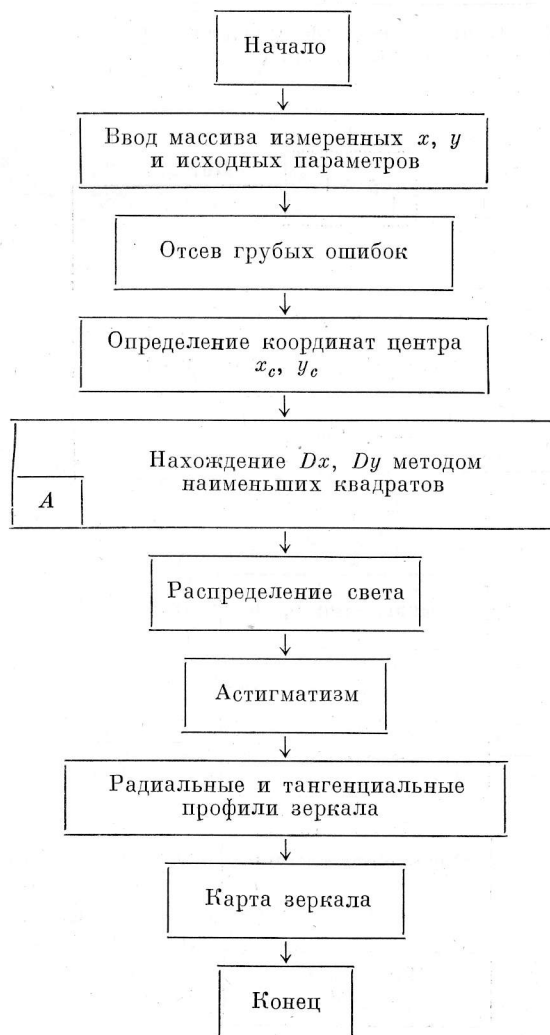 Начало
Ввод массива измеренных x, y
и исходных параметров
Отсев грубых ошибок
Определение координат центра
x_c, y_c
Нахождение Dx, Dy методом
наименьших квадратов
A
Распределение света
Астигматизм
Радиальные и тангенциальные
профили зеркала
Карта зеркала
Конец